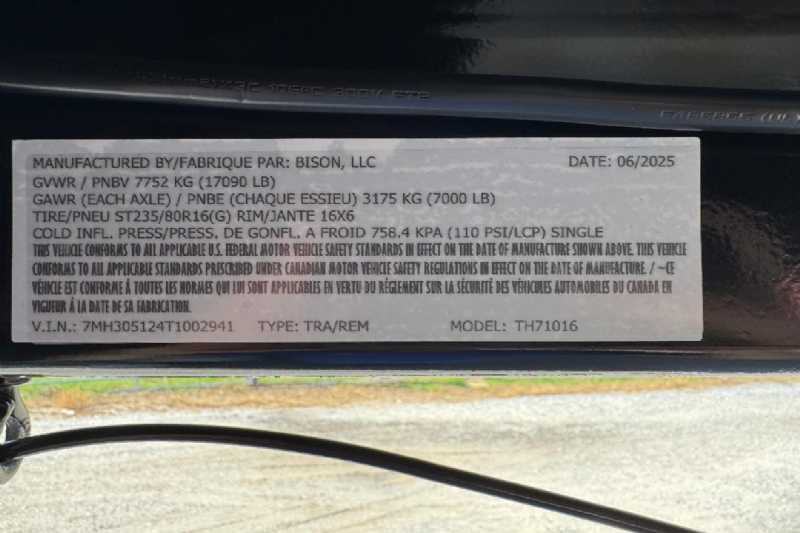 MANUFACTURED BY/FABRIQUE PAR: BISON, LLC DATE: 06/2025
GVWR / PNBV 7752 KG (17090 LB)
GAWR (EACH AXLE) / PNBE (CHAQUE ESSIEU) 3175 KG (7000 LB)
TIRE/PNEU ST235/80R16(G) RIM/JANTE 16X6
COLD INFL. PRESS/PRESS. DE GONFL. A FROID 758.4 KPA (110 PSI/LCP) SINGLE
THIS VEHICLE CONFORMS TO ALL APPLICABLE U.S. FEDERAL MOTOR VEHICLE SAFETY STANDARDS IN EFFECT ON THE DATE OF MANUFACTURE SHOWN ABOVE. THIS VEHICLE
CONFORMS TO ALL APPLICABLE STANDARDS PRESCRIBED UNDER CANADIAN MOTOR VEHICLE SAFETY REGULATIONS IN EFFECT ON THE DATE OF MANUFACTURE. / ~CE
VÉHICLE EST CONFORME À TOUTES LES NORMES QUI LUI SONT APPLICABLES EN VERTU DU RÈGLEMENT SUR LA SÉCURITÉ DES VÉHICULES AUTOMOBILES DU CANADA EN
VIGUEUR À LA DATE DE SA FABRICATION.
V.I.N.: 7MH305124T1002941 TYPE: TRA/REM MODEL: TH71016